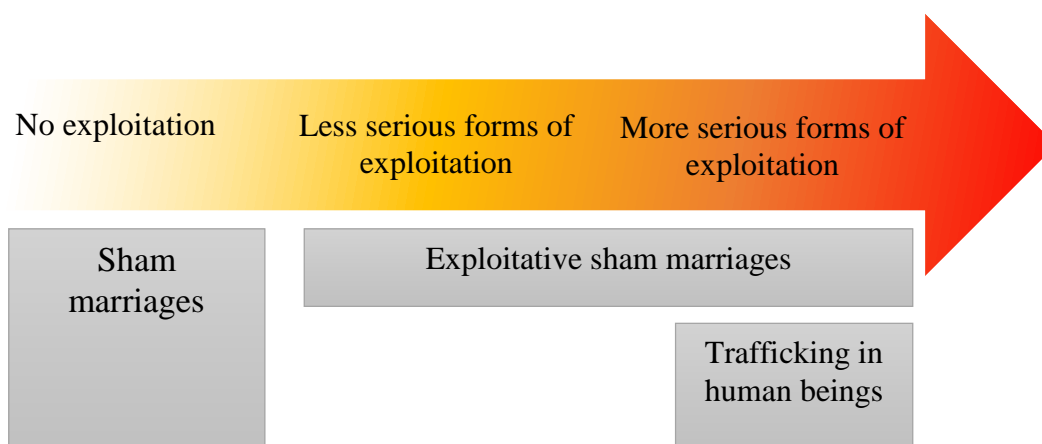 No exploitation
Less serious forms of
exploitation
More serious forms of
exploitation
Sham
marriages
Exploitative sham marriages
Trafficking in
human beings